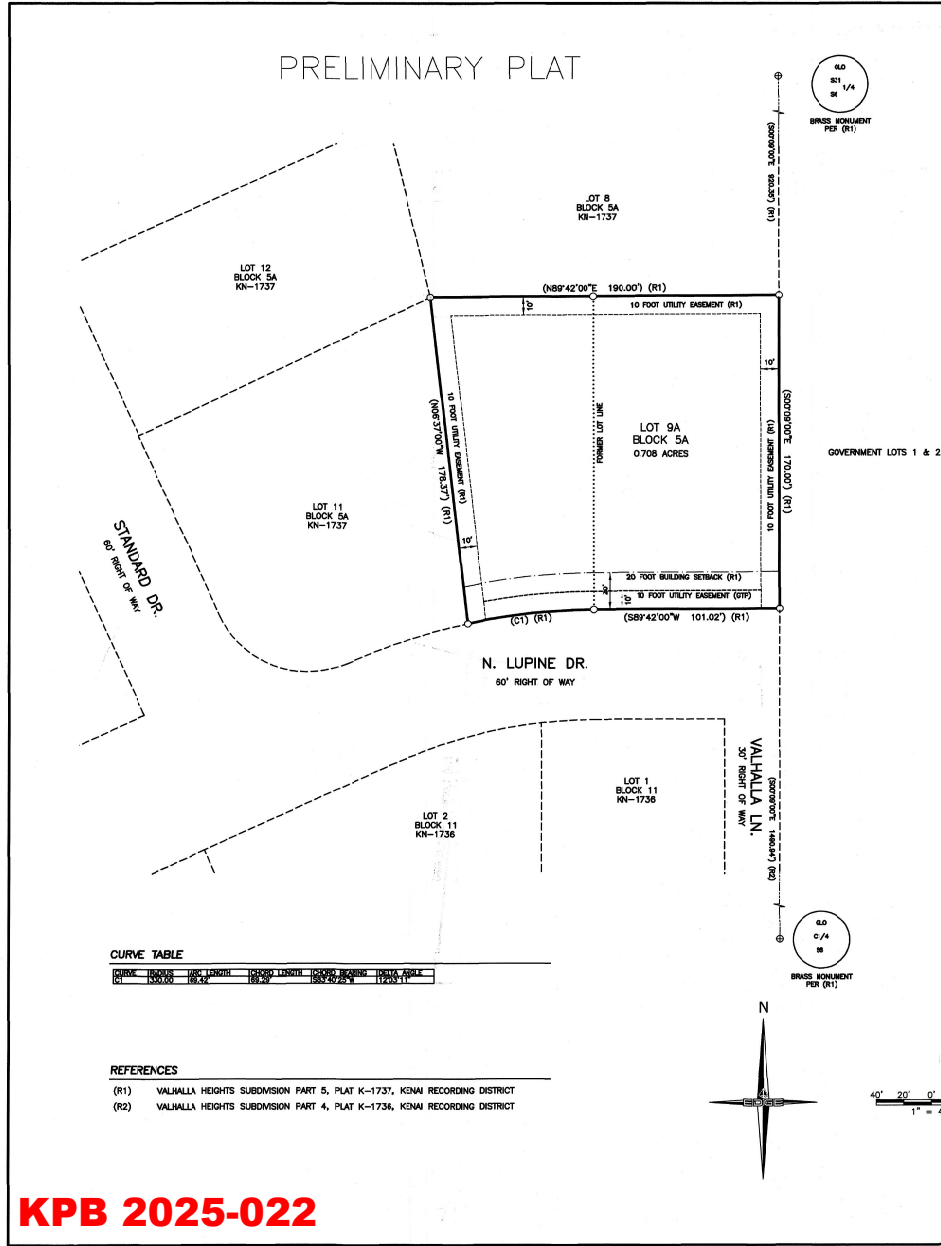 PRELIMINARY PLAT
GLO
1/4
BRASS MONUMENT
PER (R1)
(S00°09'00"E 920.35') (R1)
LOT 8
BLOCK 5A
KN-1737
LOT 12
BLOCK 5A
KN-1737
(N89°42'00"E 190.00') (R1)
10'
10 FOOT UTILITY EASEMENT (R1)
10'
(N06°37'00"W 178.37') (R1)
10 FOOT UTILITY EASEMENT (R1)
FORMER LOT LINE
LOT 9A
BLOCK 5A
0.708 ACRES
10 FOOT UTILITY EASEMENT (R1)
(S00°09'00"E 170.00') (R1)
GOVERNMENT LOTS 1 & 2
LOT 11
BLOCK 5A
KN-1737
10'
STANDARD DR.
60' RIGHT OF WAY
20 FOOT BUILDING SETBACK (R1)
20'
10'
10 FOOT UTILITY EASEMENT (GTP)
(C1) (R1)
(S89°42'00"W 101.02') (R1)
N. LUPINE DR.
60' RIGHT OF WAY
VALHALLA LN.
30' RIGHT OF WAY
(S00°09'00"E 1490.94') (R2)
LOT 1
BLOCK 11
KN-1736
LOT 2
BLOCK 11
KN-1736
GLO
BRASS MONUMENT
PER (R1)
CURVE TABLE
CURVE RADIUS ARC LENGTH CHORD LENGTH CHORD BEARING DELTA ANGLE
C1 330.00 69.42' 69.29' S83°40'25"W 12°03'11"
REFERENCES
(R1) VALHALLA HEIGHTS SUBDIVISION PART 5, PLAT K-1737, KENAI RECORDING DISTRICT
(R2) VALHALLA HEIGHTS SUBDIVISION PART 4, PLAT K-1736, KENAI RECORDING DISTRICT
N
40' 20' 0'
1" = 4
KPB 2025-022